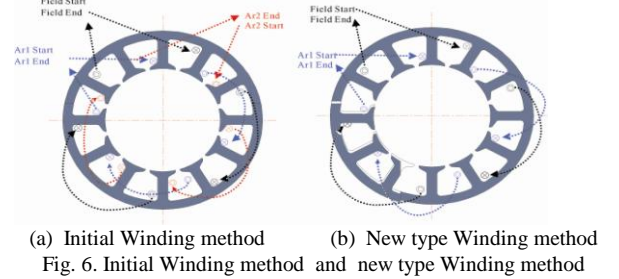 Field Start
Field End
Ar2 End
Ar2 Start
Ar1 Start
Ar1 End
Field Start
Field End
Ar1 Start
Ar1 End
(a) Initial Winding method
(b) New type Winding method
Fig. 6. Initial Winding method and new type Winding method